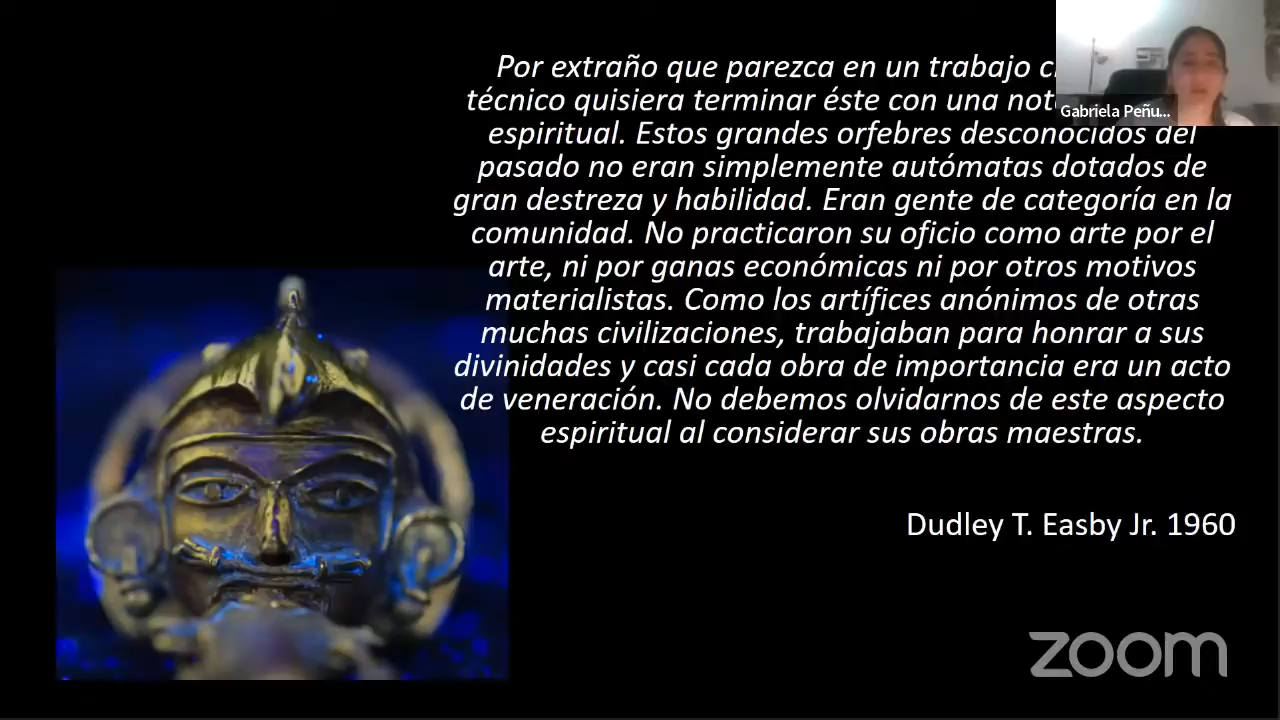 Por extraño que parezca en un trabajo
técnico quisiera terminar éste con una
espiritual. Estos grandes orfebres desconocidos del
pasado no eran simplemente autómatas dotados de
gran destreza y habilidad. Eran gente de categoría en la
comunidad. No practicaron su oficio como arte por el
arte, ni por ganas económicas ni por otros motivos
materialistas. Como los artífices anónimos de otras
muchas civilizaciones, trabajaban para honrar a sus
divinidades y casi cada obra de importancia era un acto
de veneración. No debemos olvidarnos de este aspecto
espiritual al considerar sus obras maestras.
Dudley T. Easby Jr. 1960
Gabriela Peñu...
zoom